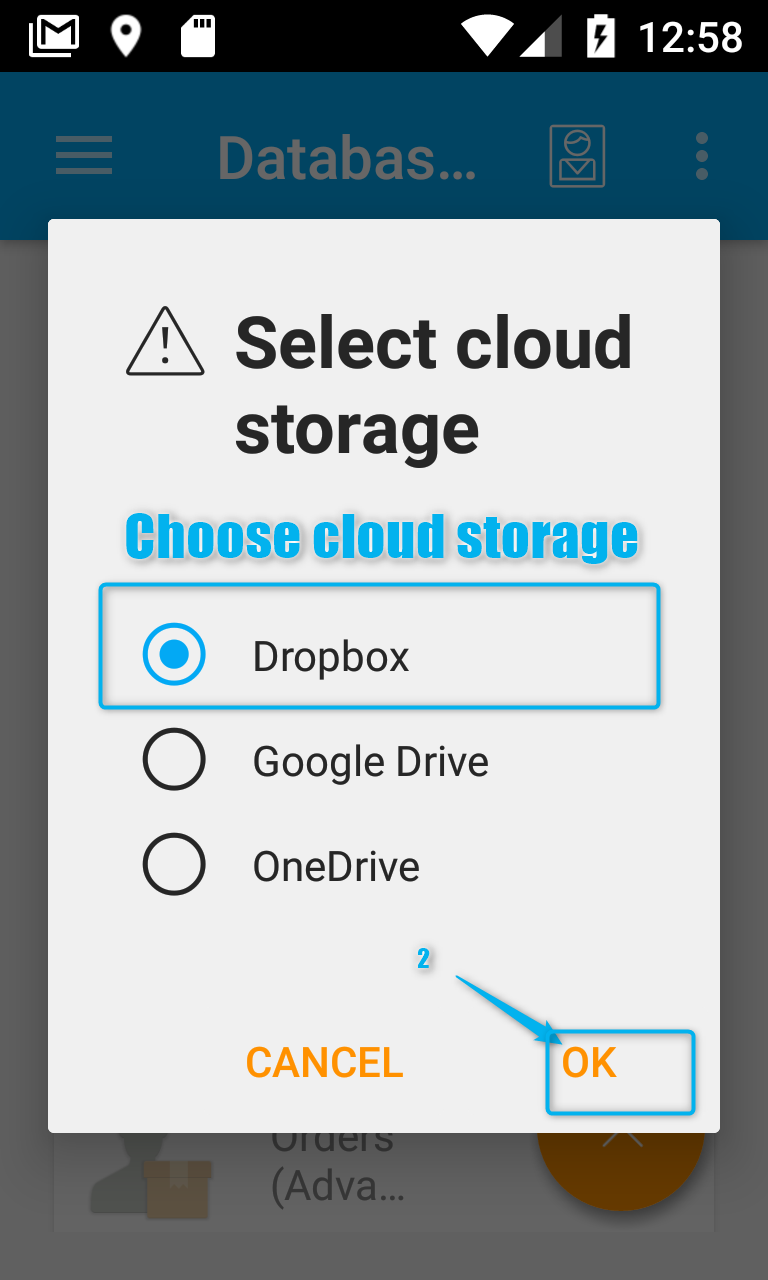 12:58
Databas...
Select cloud
storage
Choose cloud storage
Dropbox
Google Drive
OneDrive
2
CANCEL
OK
Orders
(Adva...